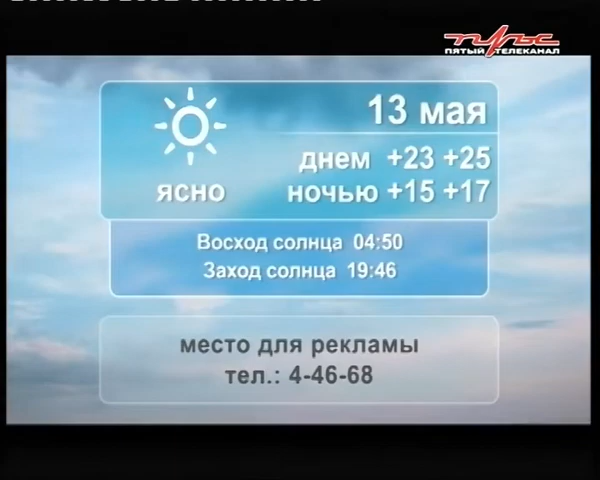 Пульс
ПЯТЫЙ ТЕЛЕКАНАЛ
13 мая
днем +23 +25
ясно
ночью +15 +17
Восход солнца 04:50
Заход солнца 19:46
место для рекламы
тел.: 4-46-68